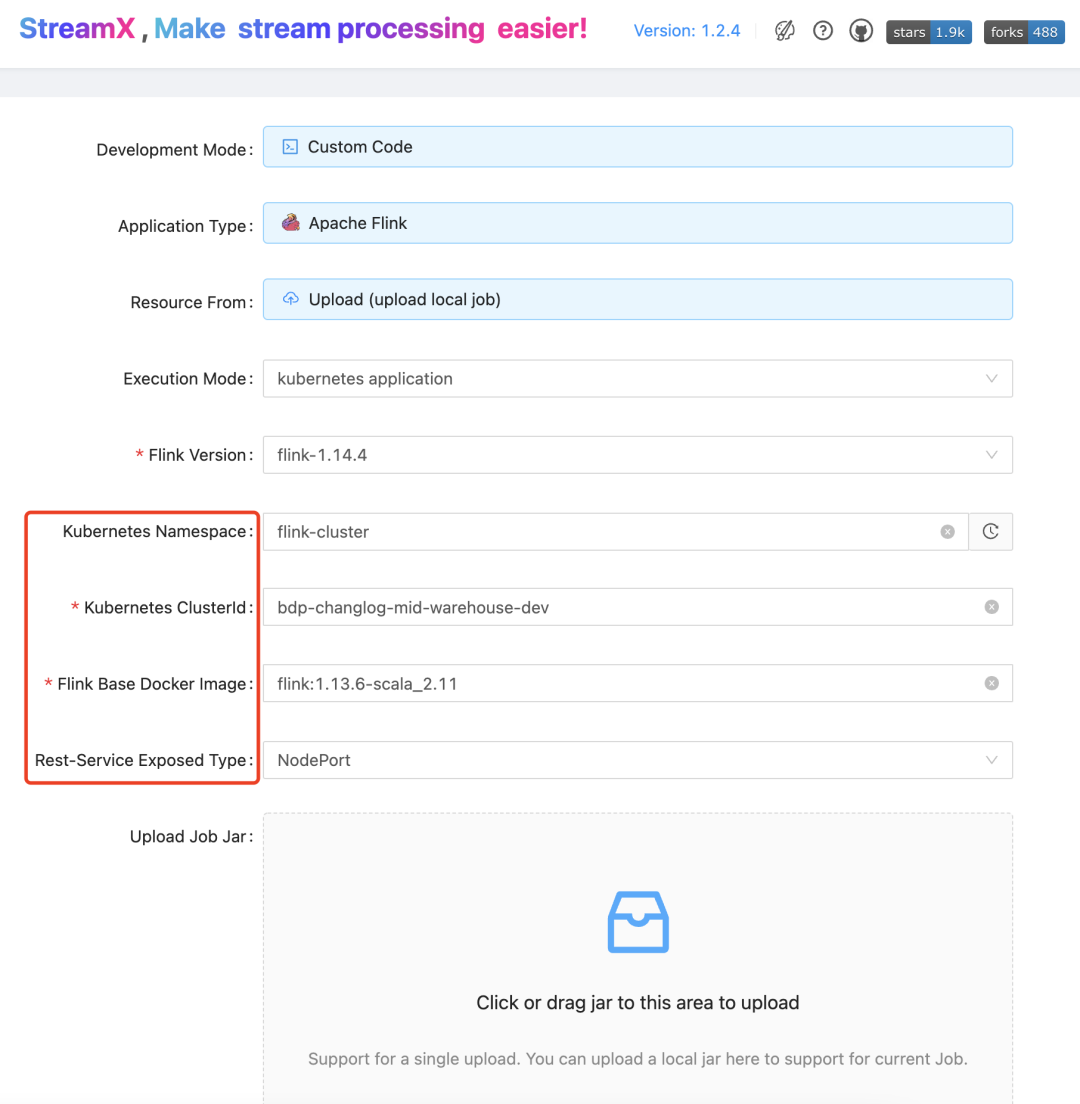 StreamX , Make stream processing easier! Version: 1.2.4 stars 1.9k forks 488
Development Mode: Custom Code
Application Type: Apache Flink
Resource From: Upload (upload local job)
Execution Mode: kubernetes application
* Flink Version: flink-1.14.4
Kubernetes Namespace: flink-cluster
* Kubernetes ClusterId: bdp-changlog-mid-warehouse-dev
* Flink Base Docker Image: flink:1.13.6-scala_2.11
Rest-Service Exposed Type: NodePort
Upload Job Jar:
Click or drag jar to this area to upload
Support for a single upload. You can upload a local jar here to support for current Job.